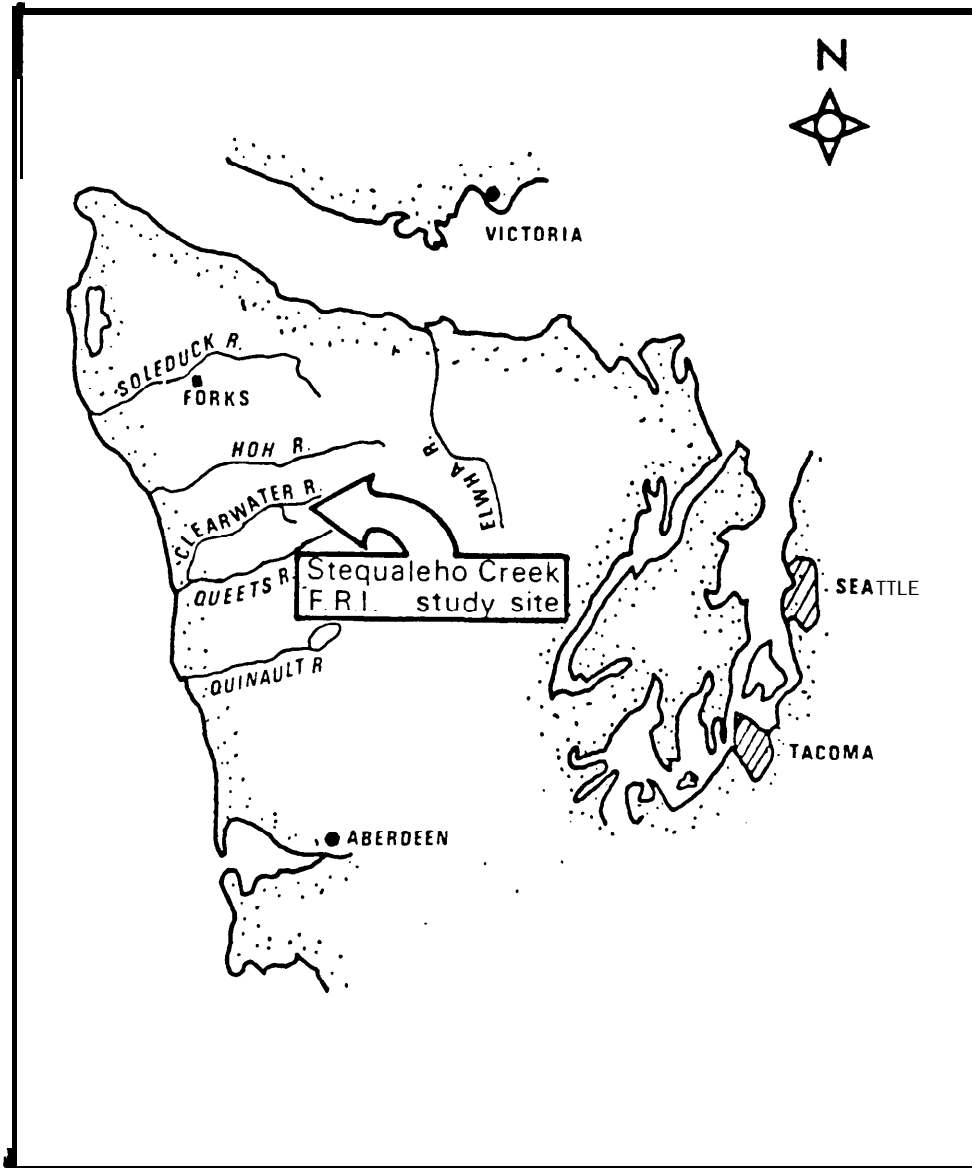 N
VICTORIA
SOLEDUCK R.
FORKS
HOH R.
ELWHA R.
CLEARWATER R.
Stequaleho Creek
F.R.I. study site
QUEETS R.
SEATTLE
QUINAULT R
TACOMA
ABERDEEN